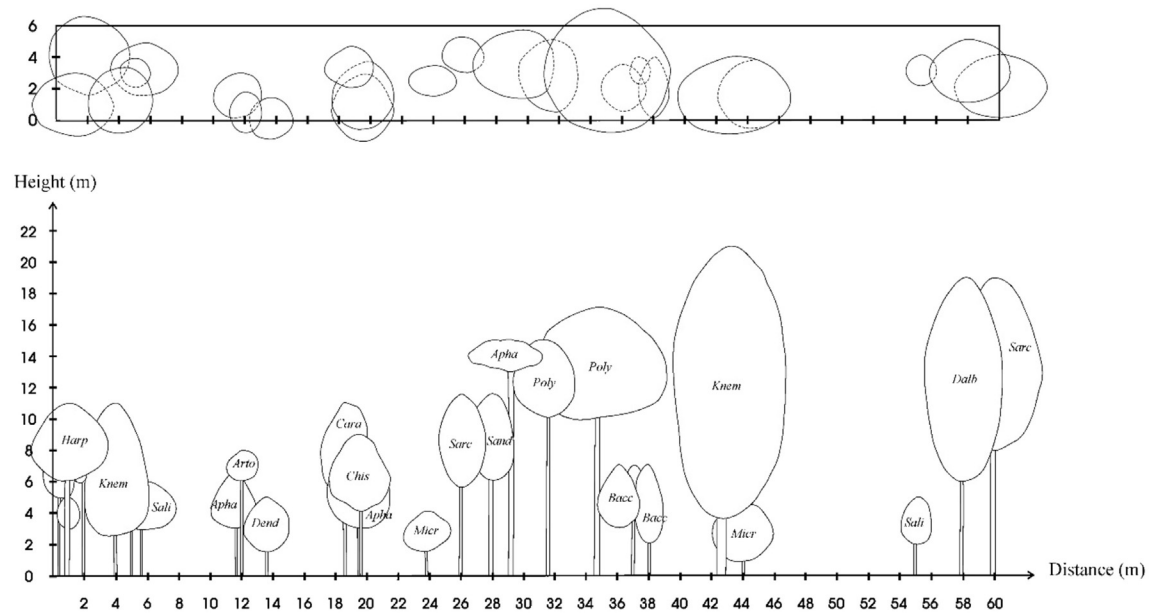 6
4
2
0
Height (m)
22
20
18
16
14
12
10
8
6
4
2
0
Apha
Poly
Poly
Sarc
Knem
Dalb
Cara
Harp
Sarc
Sand
Arto
Chis
Knem
Sali
Apha
Bacc
Dend
Apha
Bacc
Micr
Micr
Sali
Distance (m)
2 4 6 8 10 12 14 16 18 20 22 24 26 28 30 32 34 36 38 40 42 44 46 48 50 52 54 56 58 60